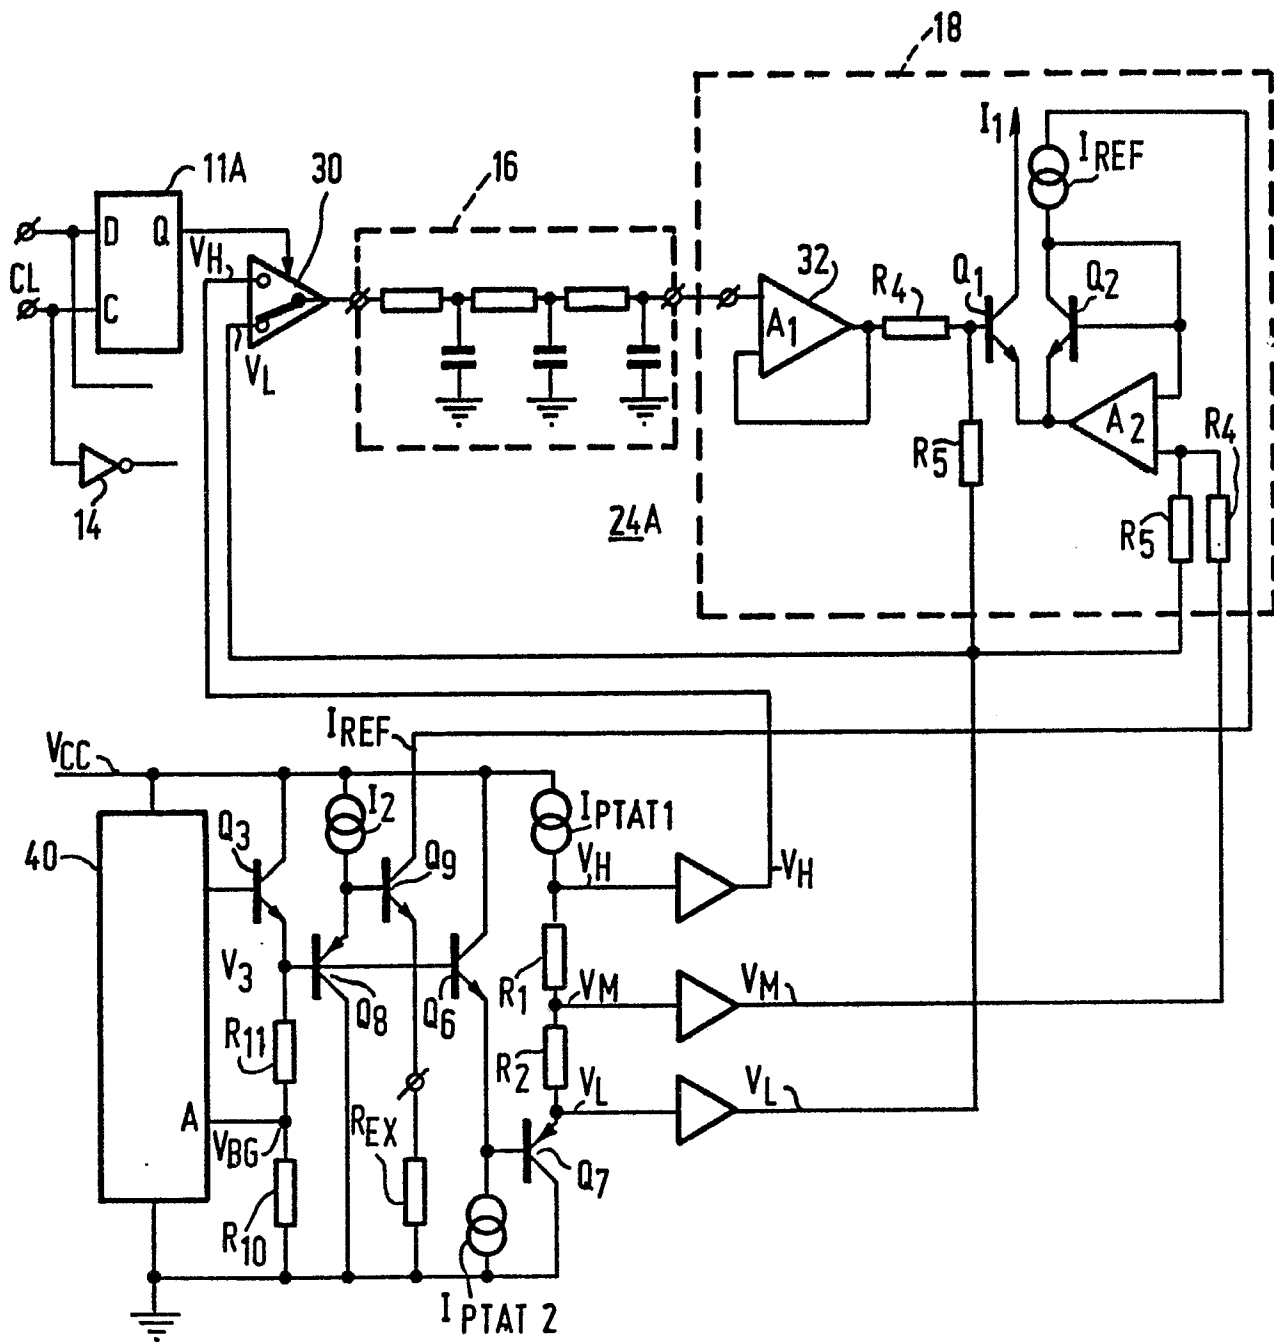 18
I1
IREF
11A
30
16
D Q
VH
32
R4
Q1
Q2
CL
C
A1
VL
A2
R4
R5
14
24A
R5
IREF
VCC
I2
IPTAT1
Q3
40
Q9
VH
VH
V3
R1
VM
VM
Q8
Q6
R11
R2
VL
VL
A
REX
VBG
Q7
R10
IPTAT 2